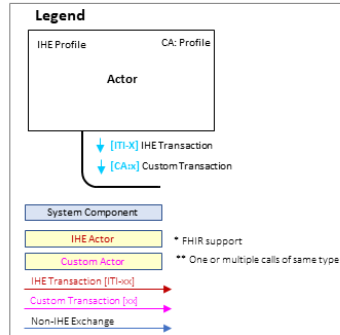 Legend
IHE Profile
CA: Profile
Actor
[ITI-X] IHE Transaction
[CA:x] Custom Transaction
System Component
IHE Actor
* FHIR support
Custom Actor
** One or multiple calls of same type
IHE Transaction [ITI-xx]
Custom Transaction [xx]
Non-IHE Exchange